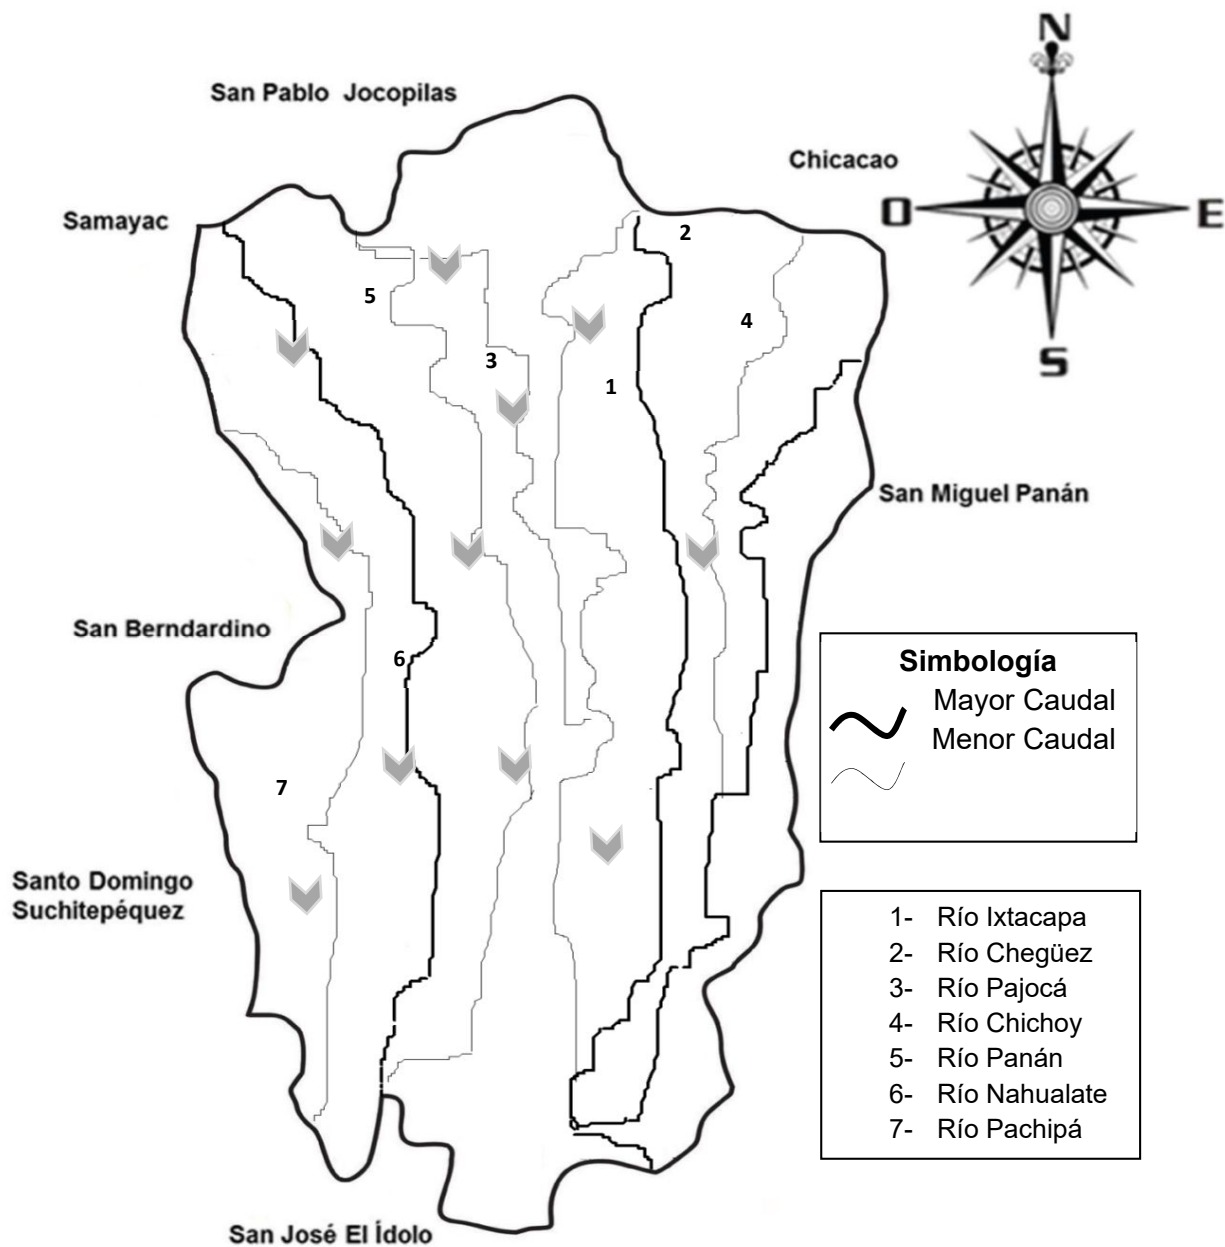 N
San Pablo Jocopilas
Chicacao
O
E
Samayac
2
5
4
S
3
1
San Miguel Panán
San Berndardino
6
Simbología
Mayor Caudal
Menor Caudal
7
Santo Domingo
Suchitepéquez
1- Río Ixtacapa
2- Río Chegüez
3- Río Pajocá
4- Río Chichoy
5- Río Panán
6- Río Nahualate
7- Río Pachipá
San José El Ídolo